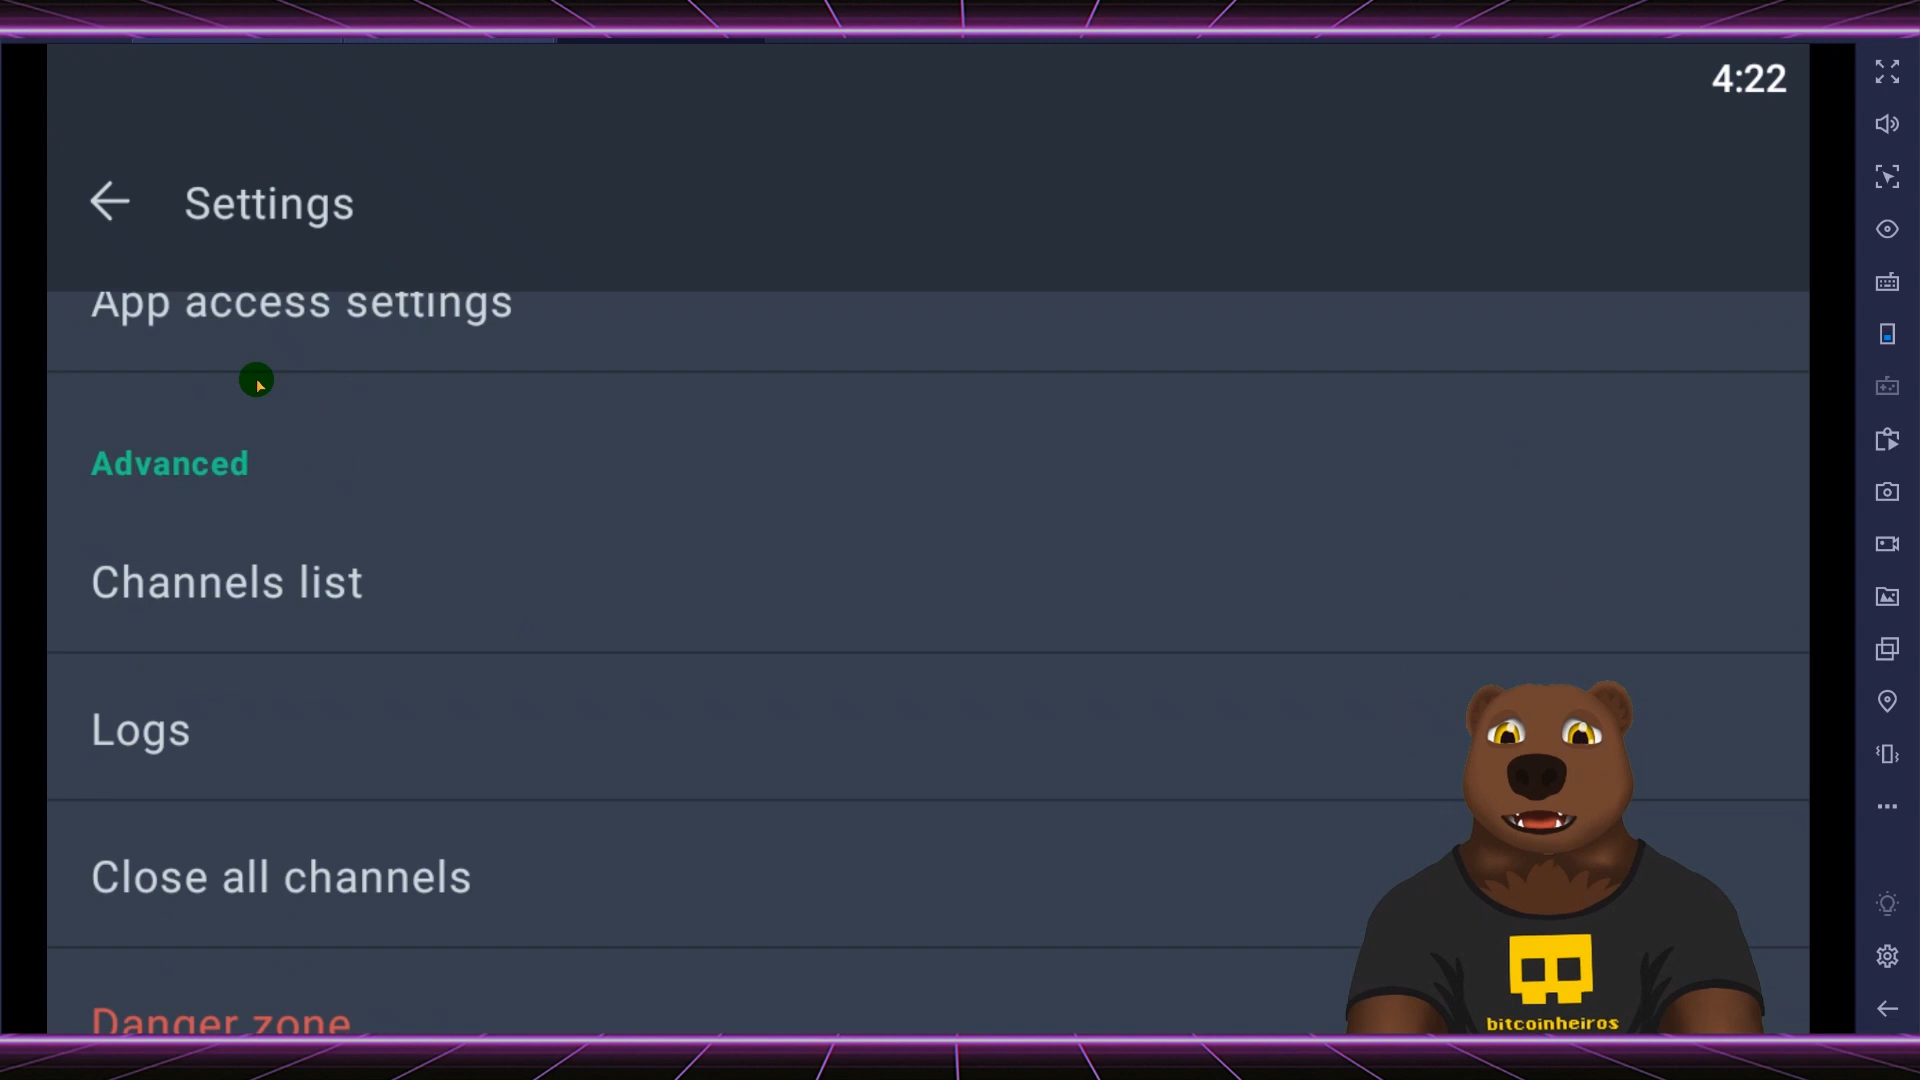 4:22
Settings
App access settings
Advanced
Channels list
Logs
Close all channels
Danger zone
bitcoinheiros